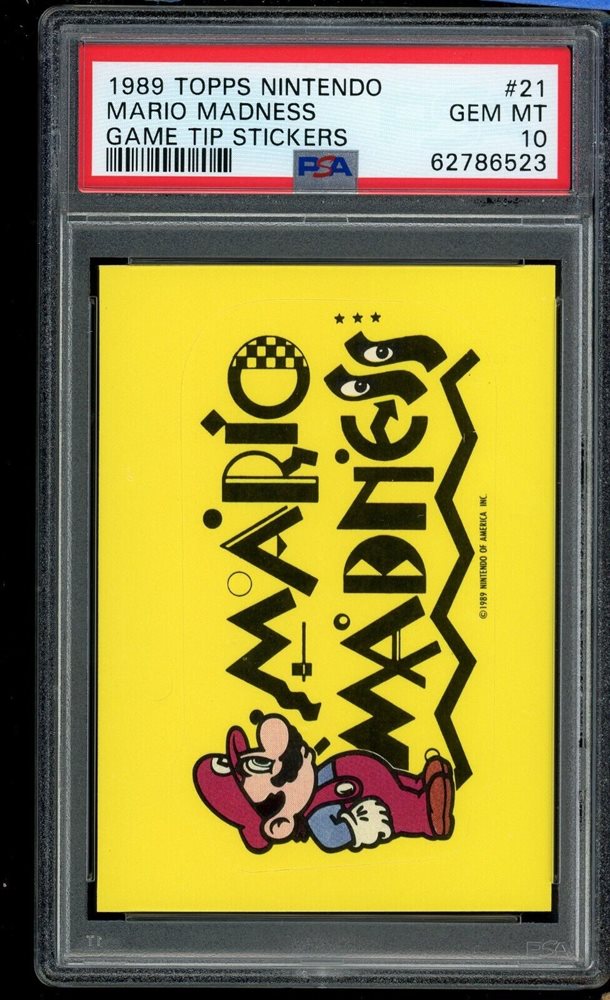 1989 TOPPS NINTENDO #21
MARIO MADNESS GEM MT
GAME TIP STICKERS 10
PSA 62786523
MARIO
MADNESS
©1989 NINTENDO OF AMERICA INC.
PSA